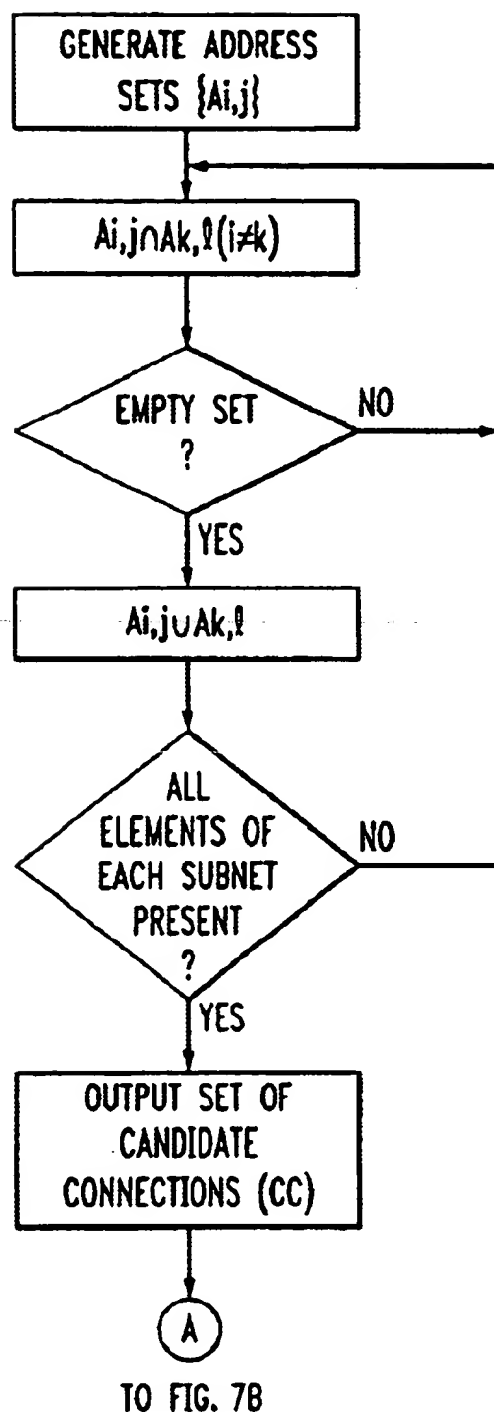 GENERATE ADDRESS
SETS {Ai,j}
Ai,j∩Ak,ℓ(i≠k)
EMPTY SET
?
NO
YES
Ai,j∪Ak,ℓ
ALL
ELEMENTS OF
EACH SUBNET
PRESENT
?
NO
YES
OUTPUT SET OF
CANDIDATE
CONNECTIONS (CC)
A
TO FIG. 7B